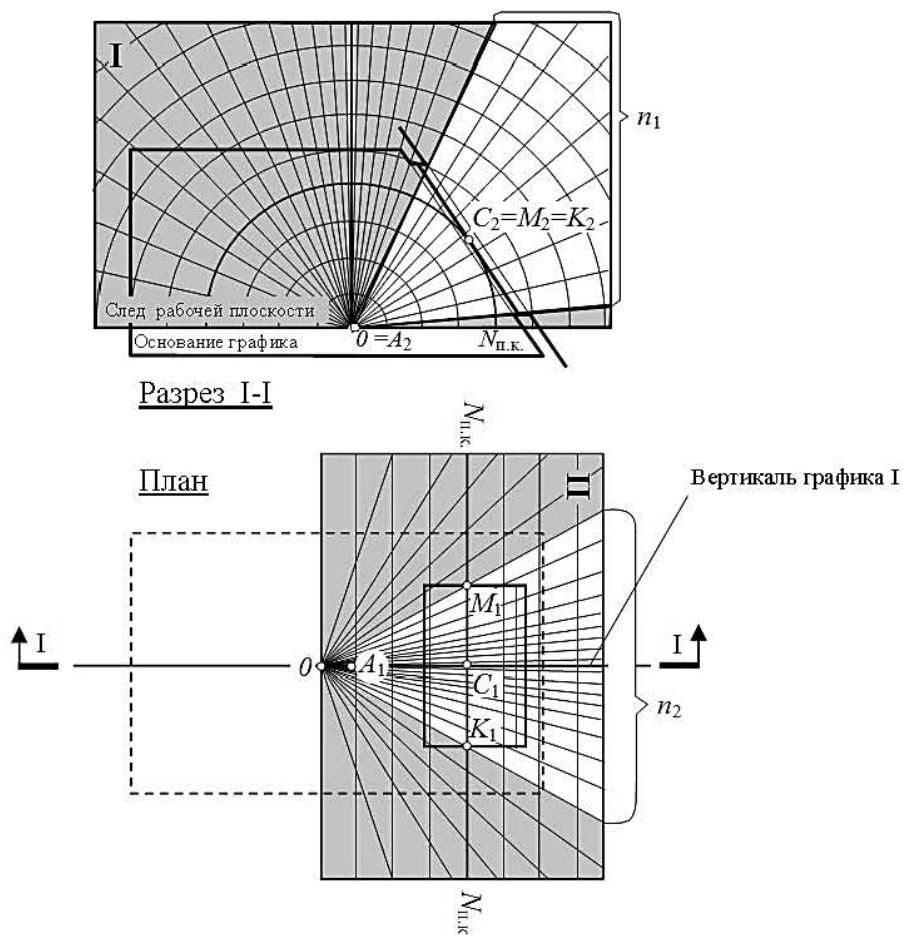 I
n₁
C₂=M₂=K₂
След рабочей плоскости
Основание графика
0 =A₂
Nп.к.
Разрез I-I
Nп.к.
План
II
Вертикаль графика I
M₁
I
I
0
A₁
C₁
n₂
K₁
Nп.к